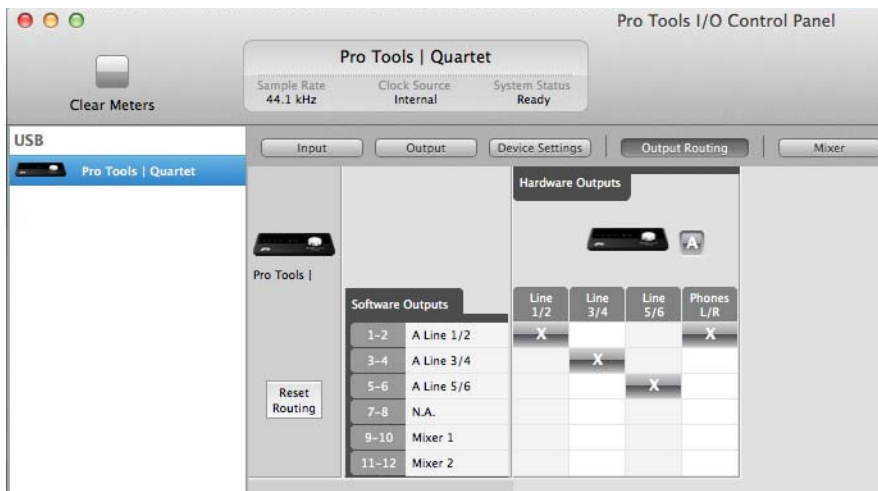 Pro Tools I/O Control Panel
Clear Meters
Pro Tools | Quartet
Sample Rate
44.1 kHz
Clock Source
Internal
System Status
Ready
USB
Pro Tools | Quartet
Input
Output
Device Settings
Output Routing
Mixer
Hardware Outputs
A
Pro Tools |
Software Outputs
Line 1/2
Line 3/4
Line 5/6
Phones L/R
1-2 A Line 1/2 X X
3-4 A Line 3/4 X
5-6 A Line 5/6 X
7-8 N.A.
9-10 Mixer 1
11-12 Mixer 2
Reset
Routing